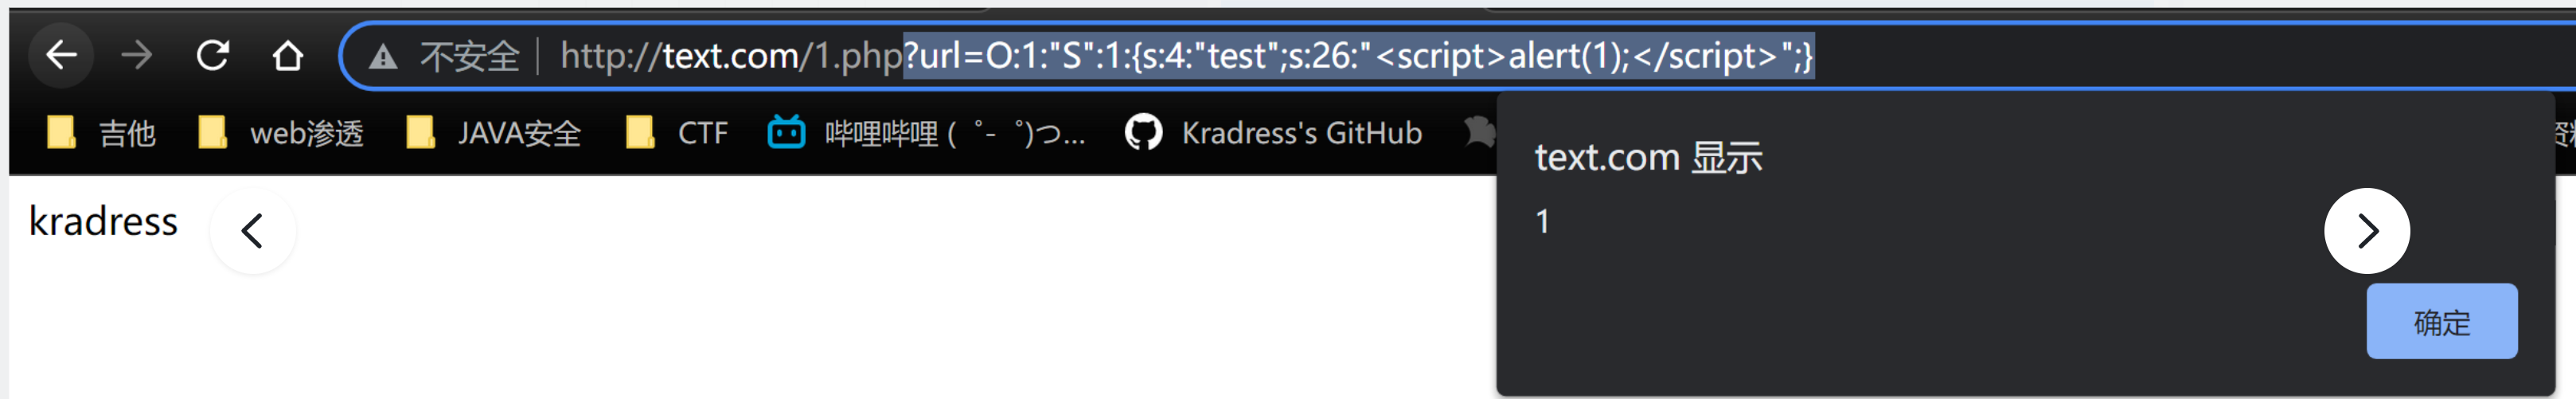 不安全 http://text.com/1.php?url=O:1:"S":1:{s:4:"test";s:26:"<script>alert(1);</script>";}
吉他 web渗透 JAVA安全 CTF 哔哩哔哩 (゜-゜)つ... Kradress's GitHub
text.com 显示
kradress
1
确定